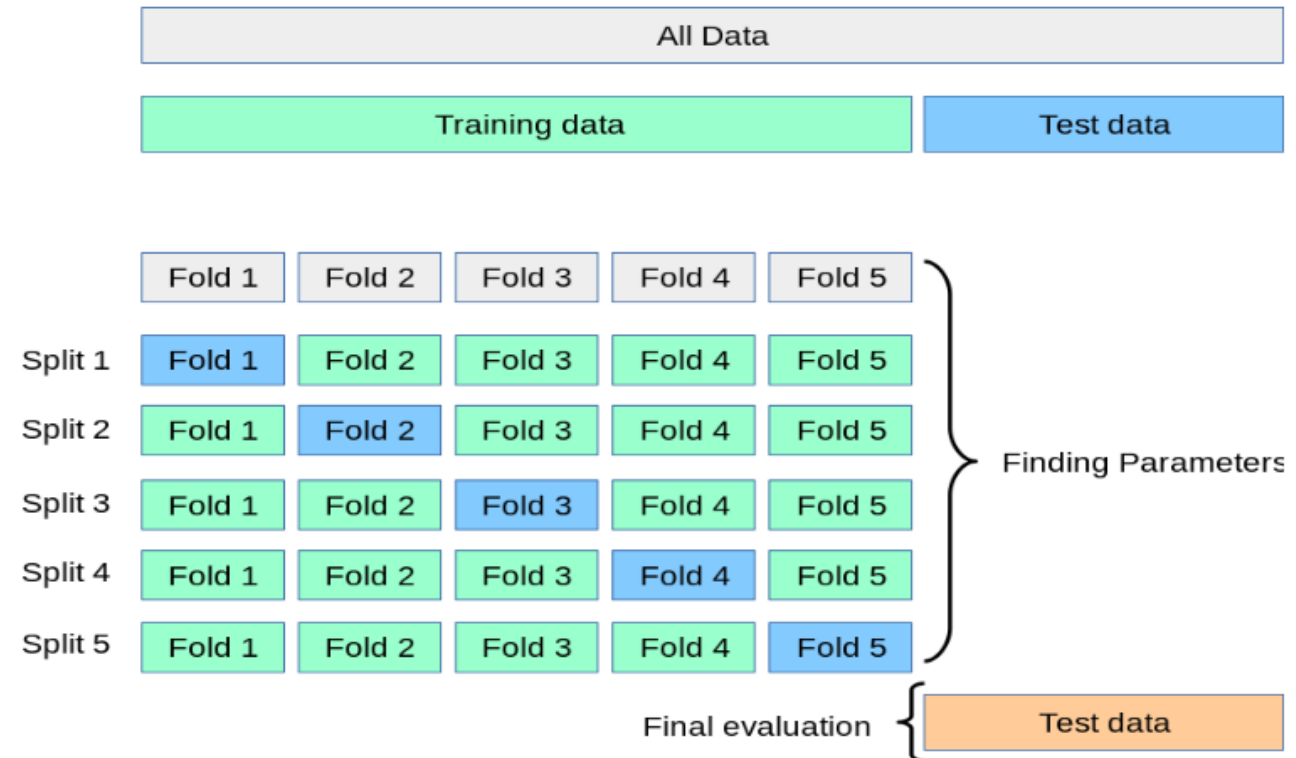 All Data
Training data Test data
Fold 1 Fold 2 Fold 3 Fold 4 Fold 5
Split 1 Fold 1 Fold 2 Fold 3 Fold 4 Fold 5
Split 2 Fold 1 Fold 2 Fold 3 Fold 4 Fold 5
Finding Parameters
Split 3 Fold 1 Fold 2 Fold 3 Fold 4 Fold 5
Split 4 Fold 1 Fold 2 Fold 3 Fold 4 Fold 5
Split 5 Fold 1 Fold 2 Fold 3 Fold 4 Fold 5
Final evaluation Test data